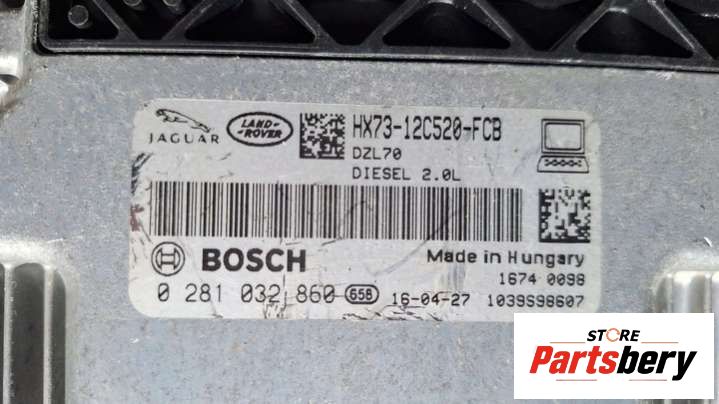 JAGUAR
LAND-
-ROVER
HX73-12C520-FCB
DZL70
DIESEL 2.0L
BOSCH
Made in Hungary
1674 0098
0 281 032 860 G5B 16-04-27 1039S98607
STORE
Partsbery